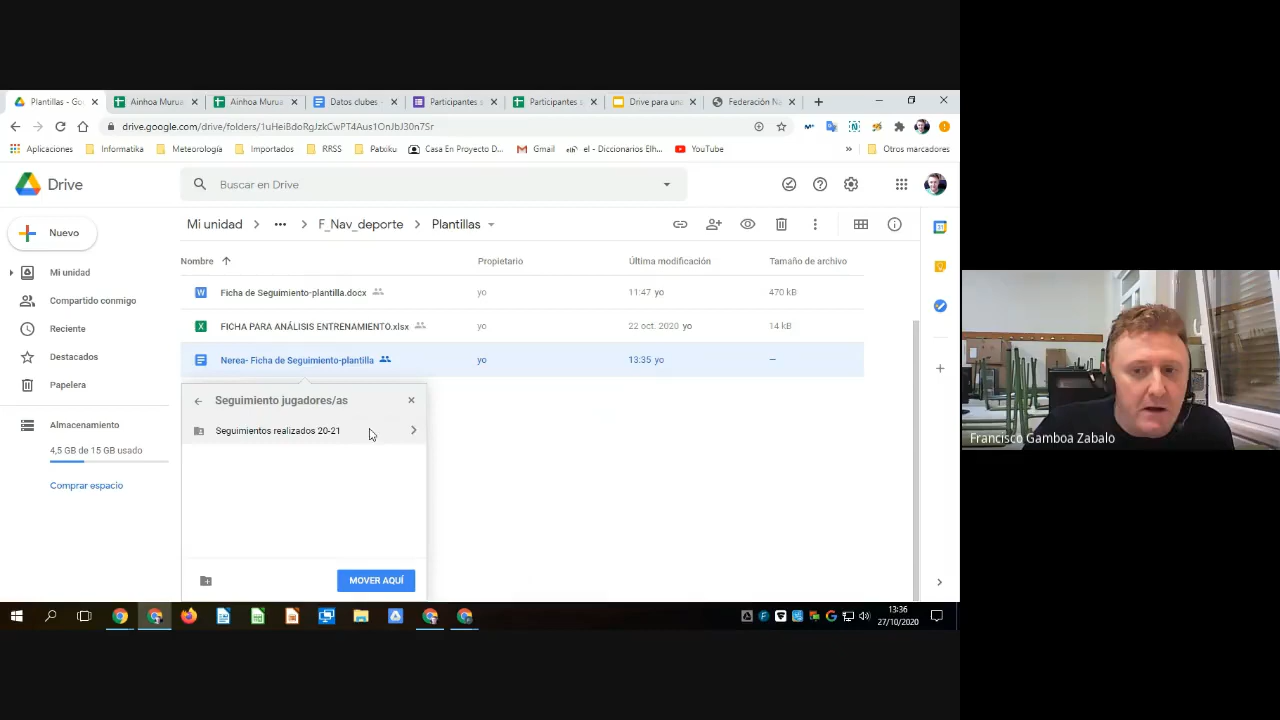 Plantillas - Go
Ainhoa Murua
Ainhoa Murua
Datos clubes -
Participantes s
Participantes s
Drive para una
Federación Na
drive.google.com/drive/folders/1uHeiBdoRgJzkCwPT4Aus1OnJbJ30n7Sr
Aplicaciones
Informatika
Meteorología
Importados
RRSS
Patxiku
Casa En Proyecto D...
Gmail
el - Diccionarios Elh...
YouTube
»
Otros marcadores
Drive
Buscar en Drive
Nuevo
Mi unidad
Compartido conmigo
Reciente
Destacados
Papelera
Almacenamiento
4,5 GB de 15 GB usado
Comprar espacio
Mi unidad > ... > F_Nav_deporte > Plantillas
Nombre Propietario Última modificación Tamaño de archivo
Ficha de Seguimiento-plantilla.docx yo 11:47 yo 470 kB
FICHA PARA ANÁLISIS ENTRENAMIENTO.xlsx yo 22 oct. 2020 yo 14 kB
Nerea- Ficha de Seguimiento-plantilla yo 13:35 yo —
Seguimiento jugadores/as
Seguimientos realizados 20-21
MOVER AQUÍ
13:36
27/10/2020
Francisco Gamboa Zabalo